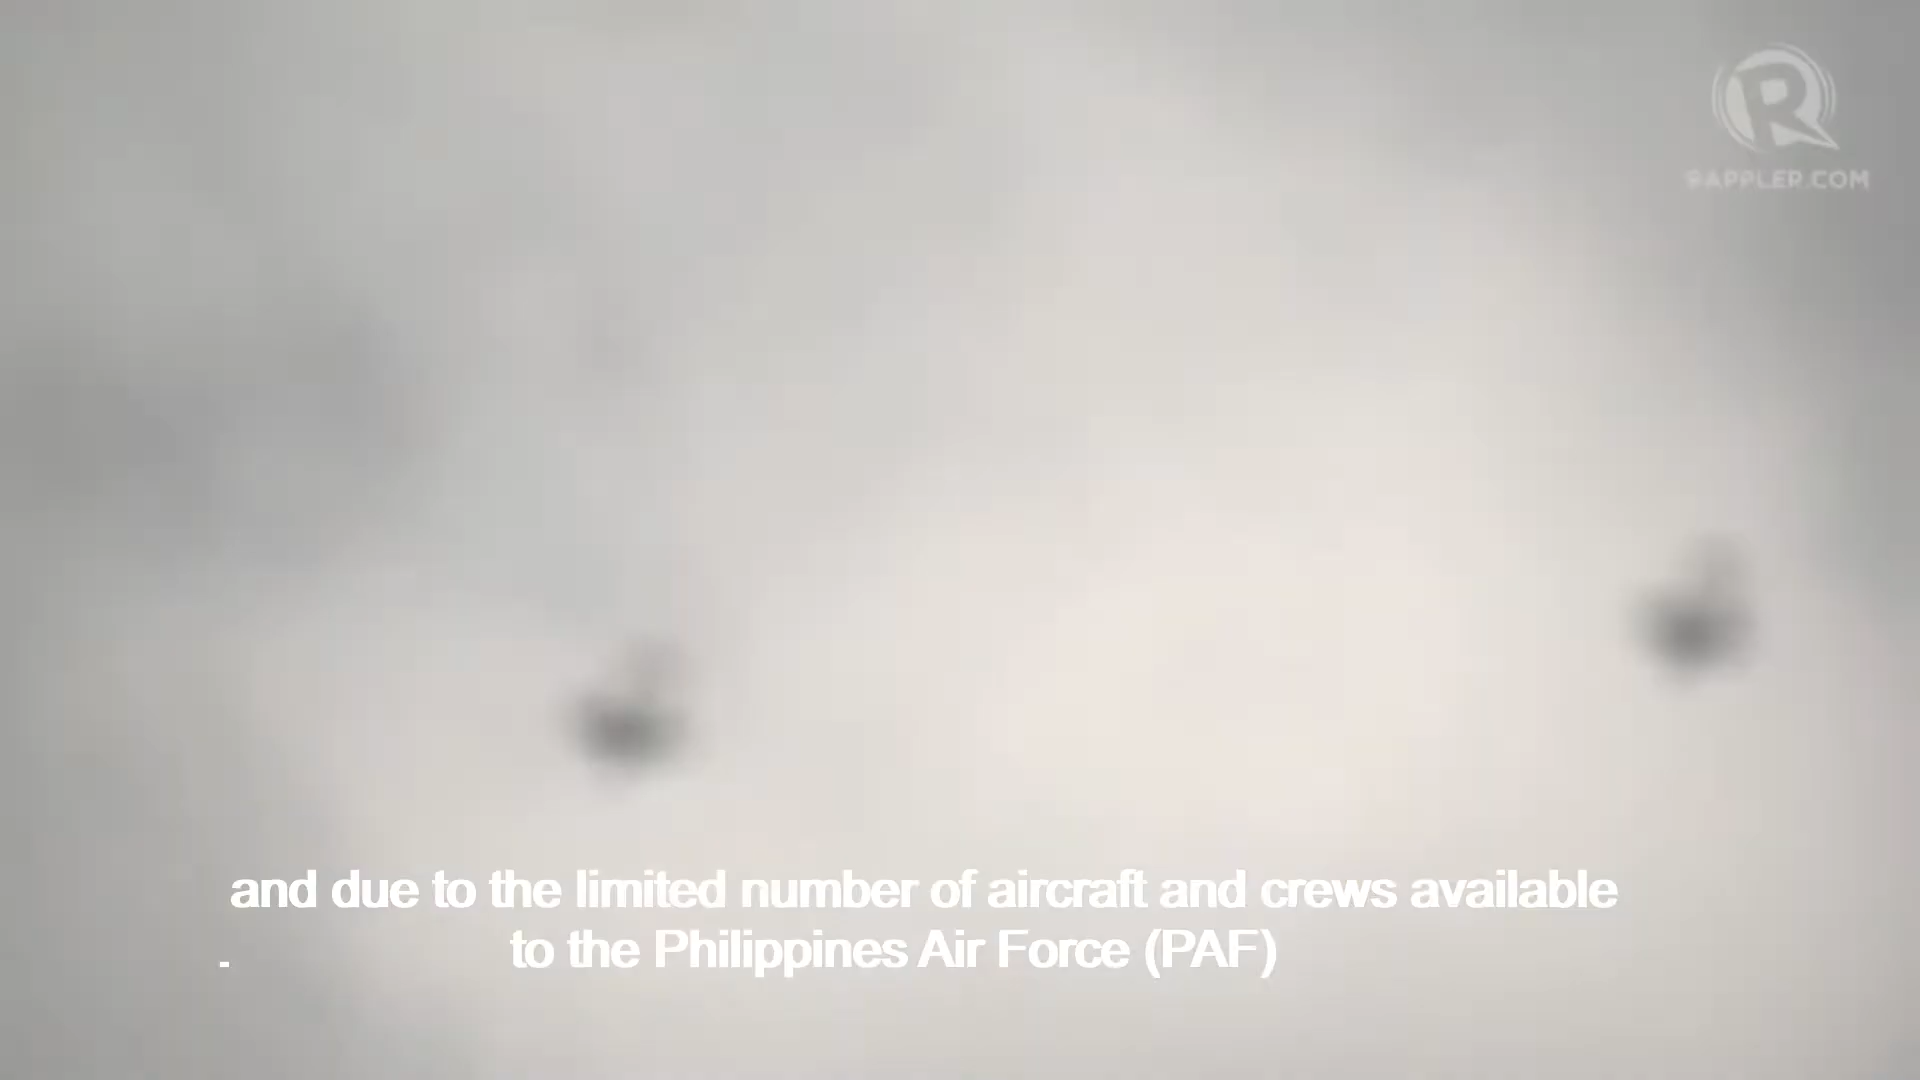 R
RAPPLER.COM
and due to the limited number of aircraft and crews available
to the Philippines Air Force (PAF)